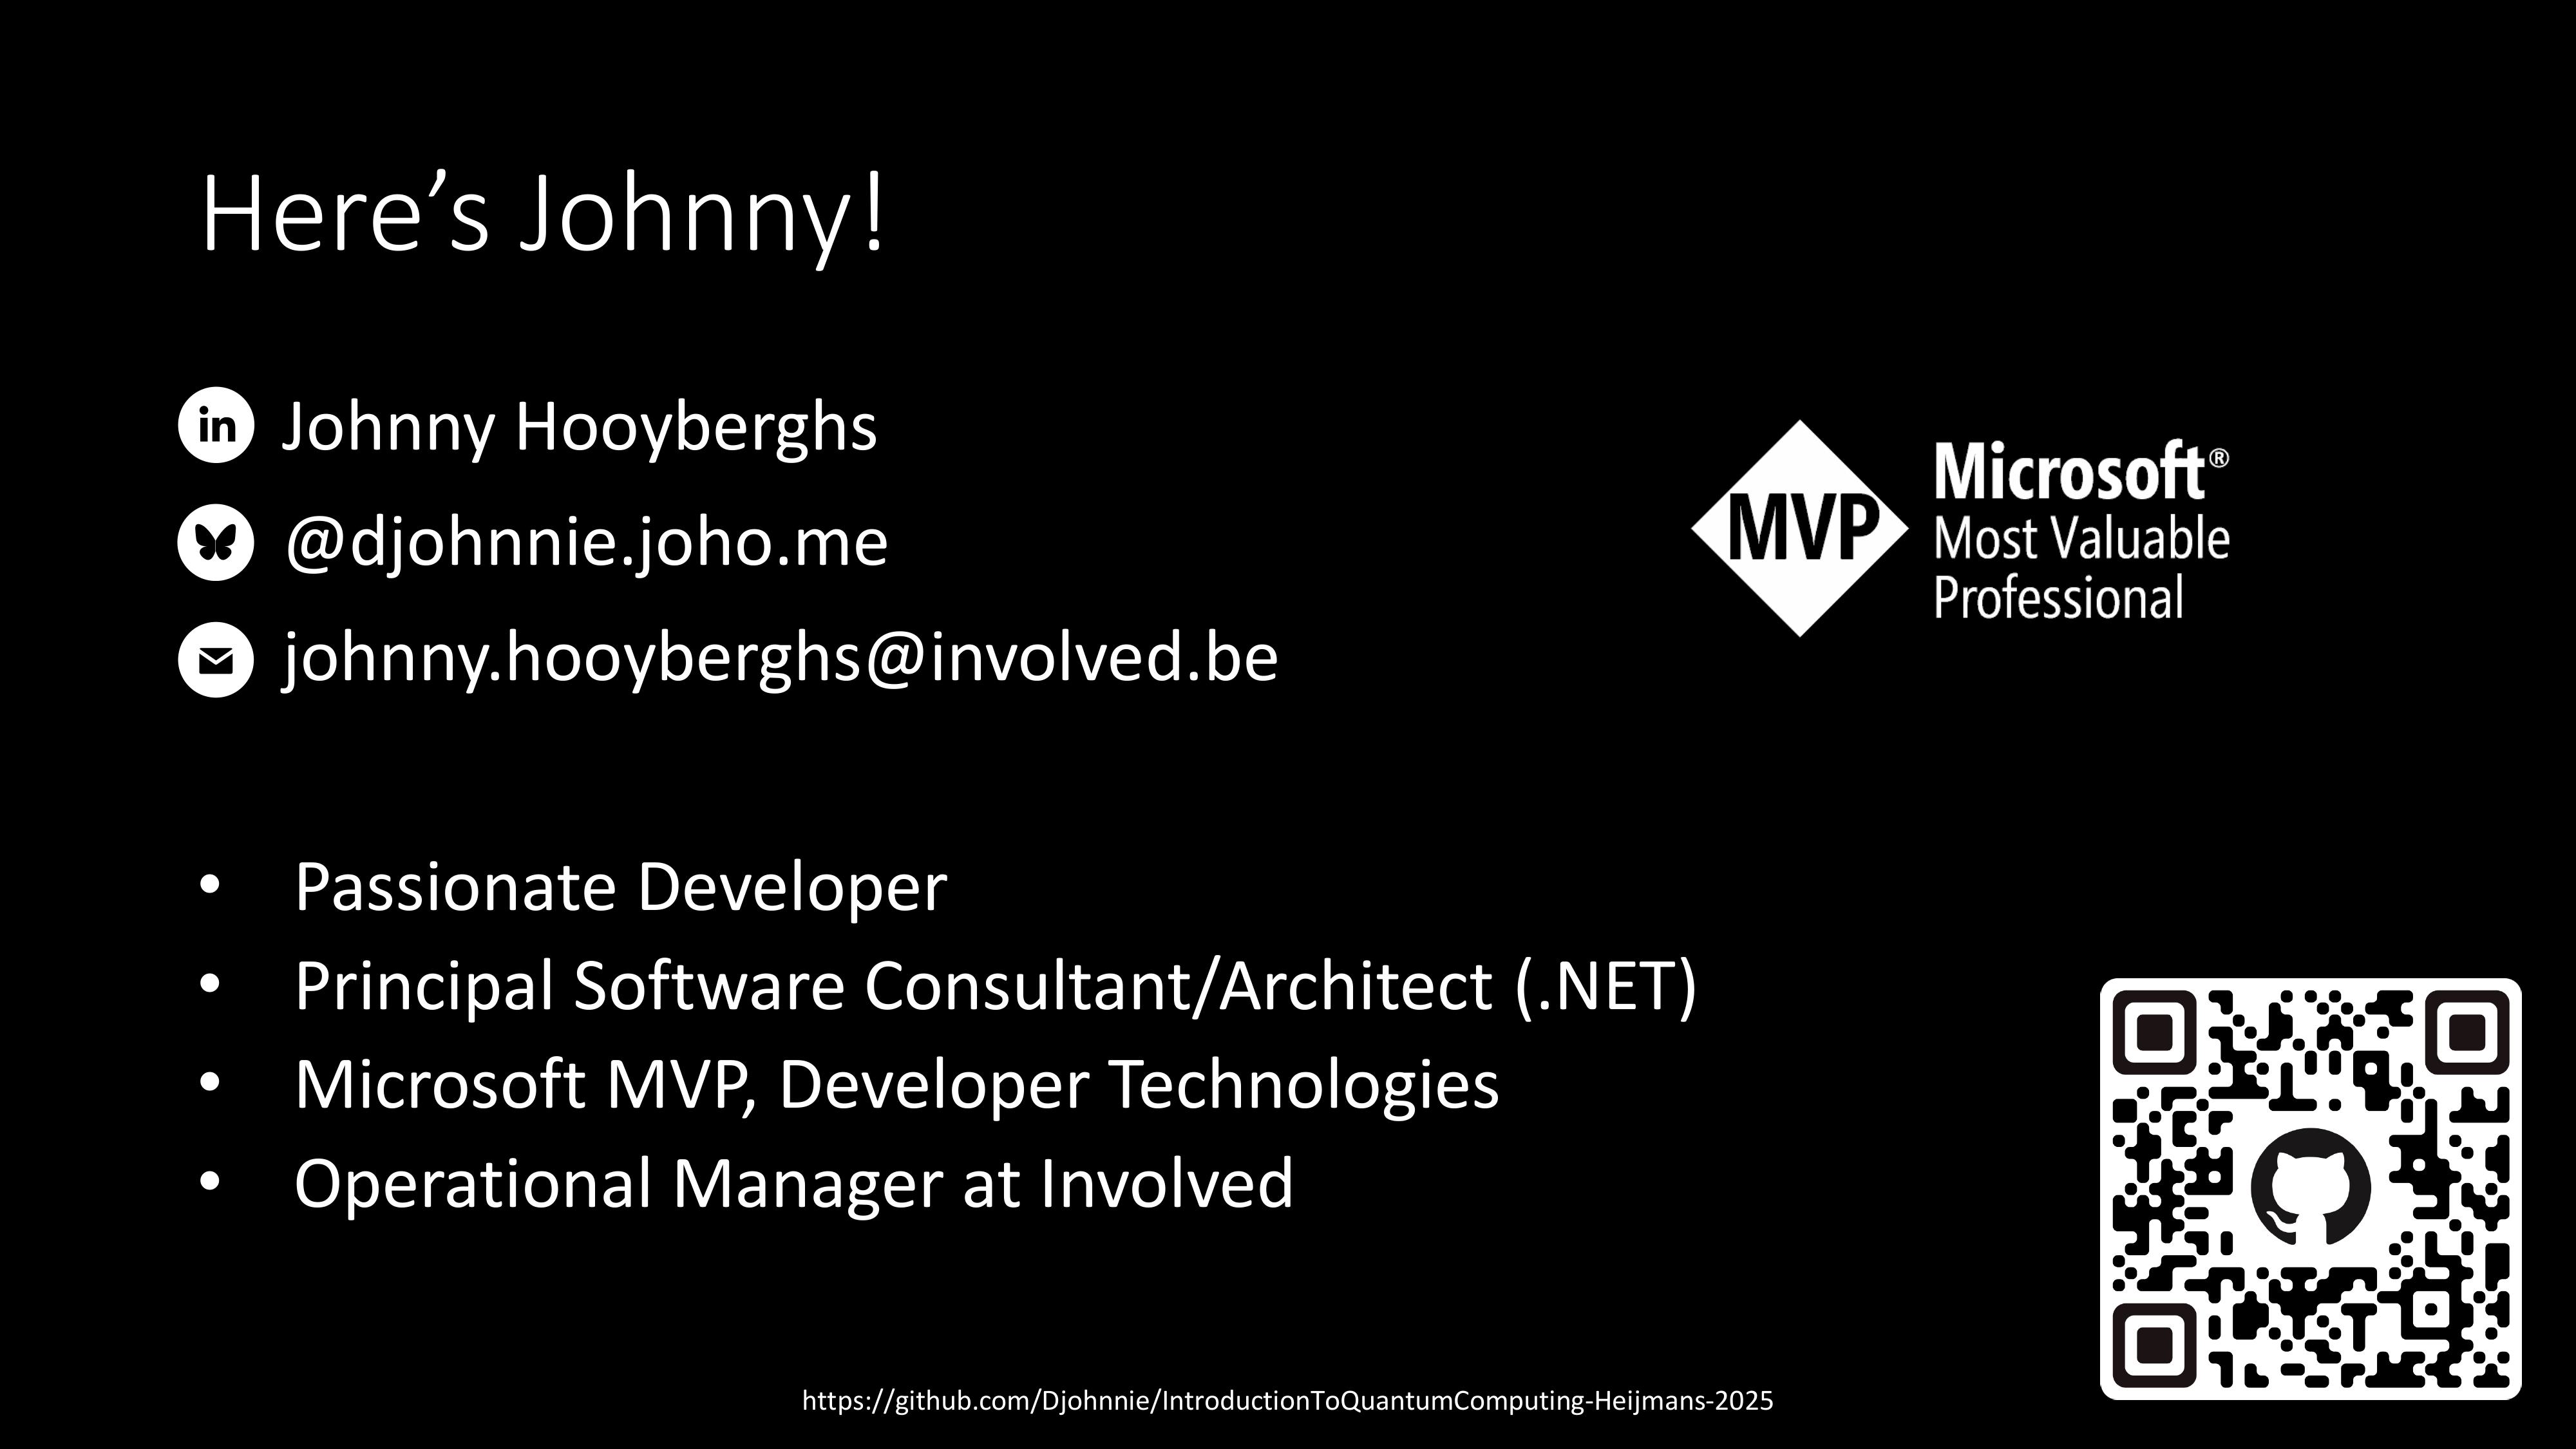 Here’s Johnny!
in
Johnny Hooyberghs
@djohnnie.joho.me
johnny.hooyberghs@involved.be
MVP
Microsoft®
Most Valuable
Professional
• Passionate Developer
• Principal Software Consultant/Architect (.NET)
• Microsoft MVP, Developer Technologies
• Operational Manager at Involved
https://github.com/Djohnnie/IntroductionToQuantumComputing-Heijmans-2025